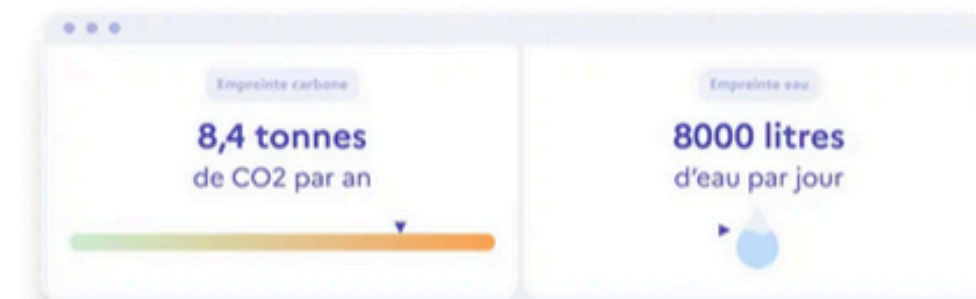 Empreinte carbone
8,4 tonnes
de CO2 par an
Empreinte eau
8000 litres
d'eau par jour